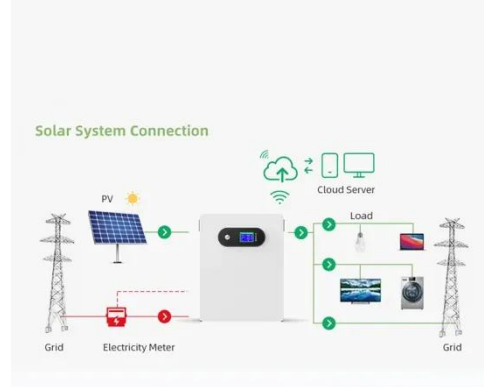 Solar System Connection
Cloud Server
PV
Load
Grid
Electricity Meter
Grid